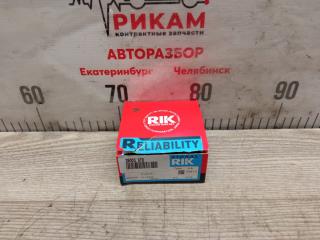 РИКАМ
контрактные запчасти
АВТОРАЗБОР
Екатеринбург Челябинск
60 70 80 90
RIK
RELIABILITY
RIK